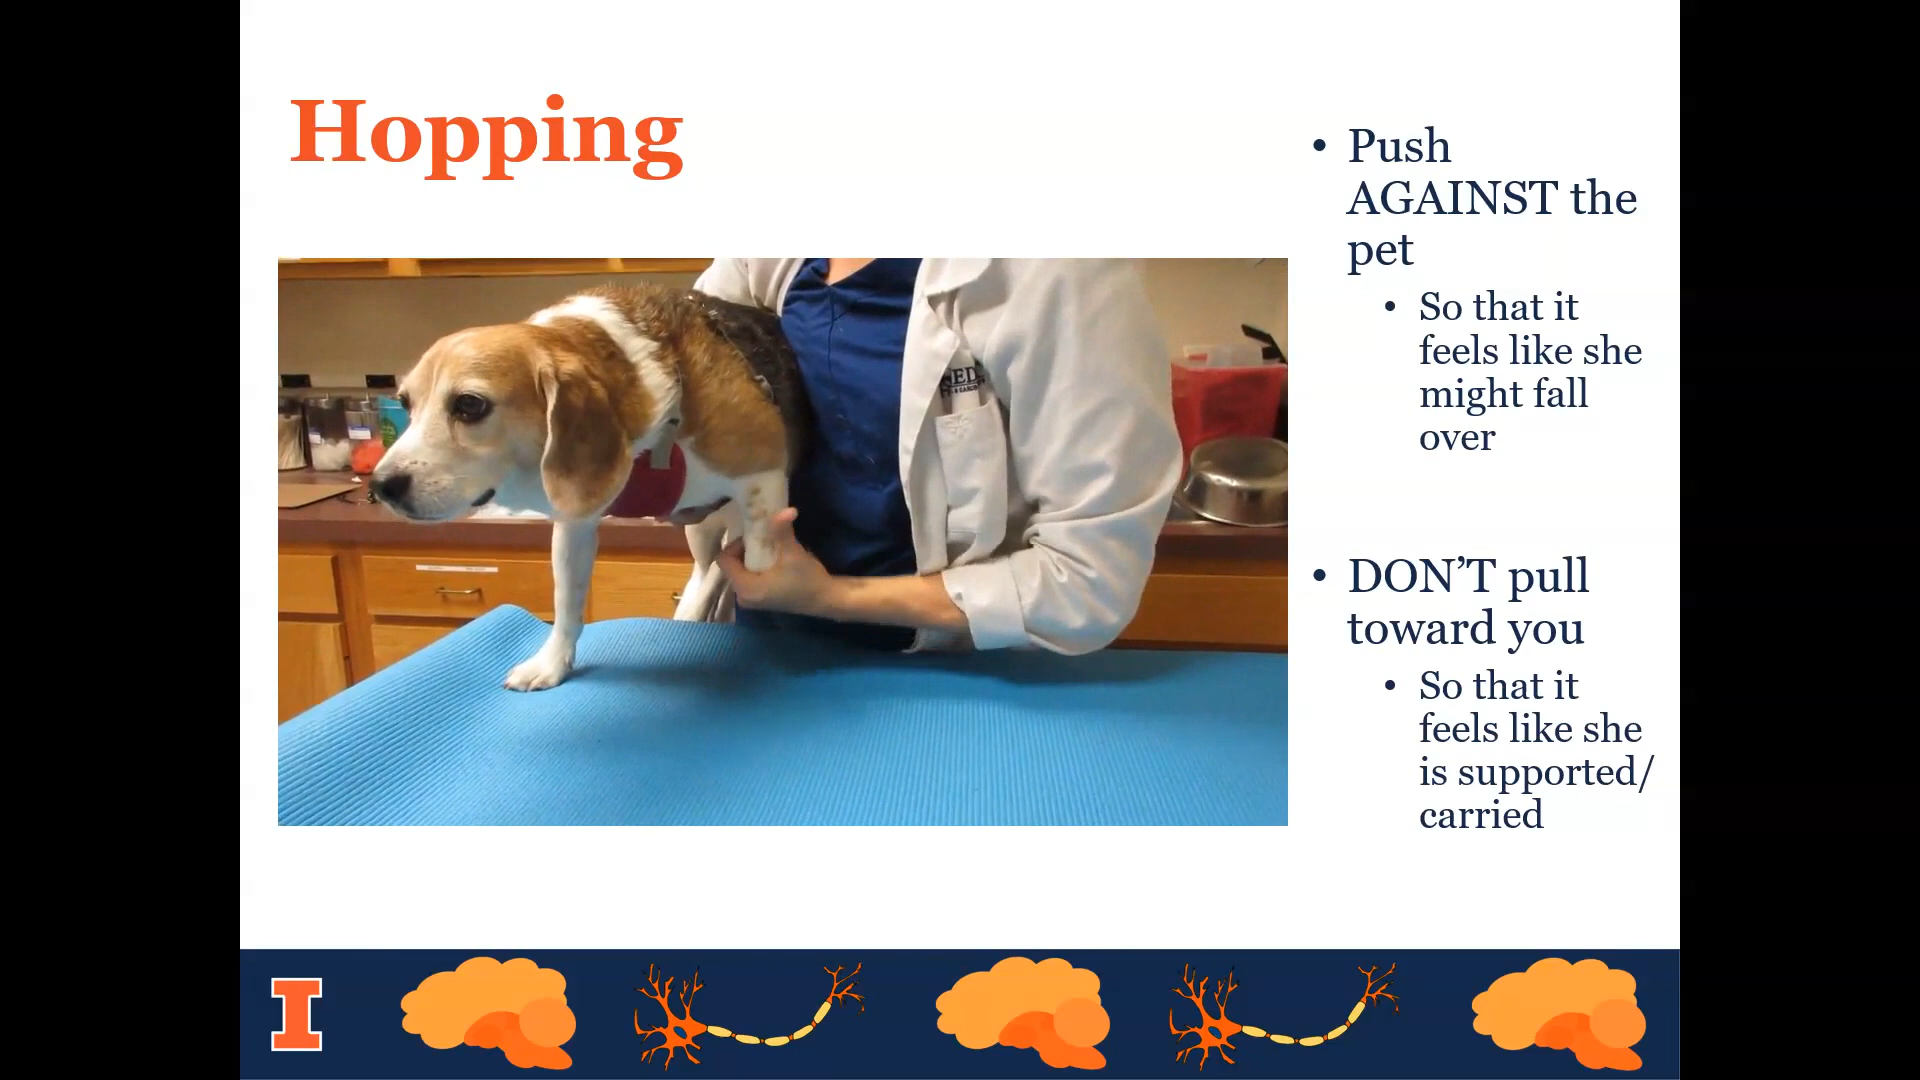 Hopping
• Push
AGAINST the
pet
• So that it
feels like she
might fall
over
• DON’T pull
toward you
• So that it
feels like she
is supported/
carried
I